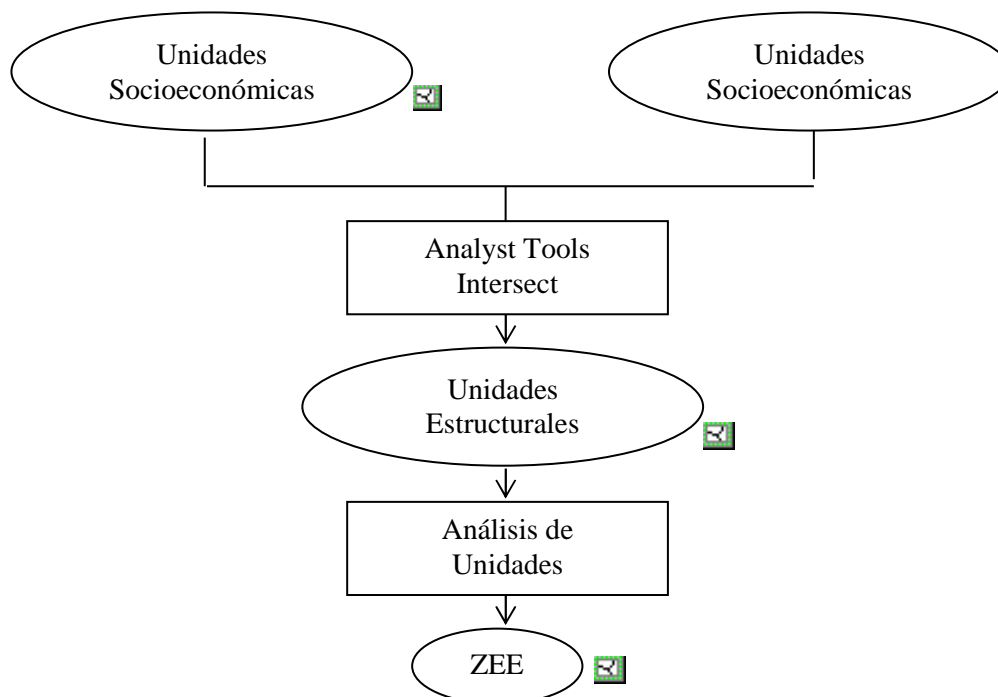 Unidades
Socioeconómicas
Unidades
Socioeconómicas
Analyst Tools
Intersect
Unidades
Estructurales
Análisis de
Unidades
ZEE